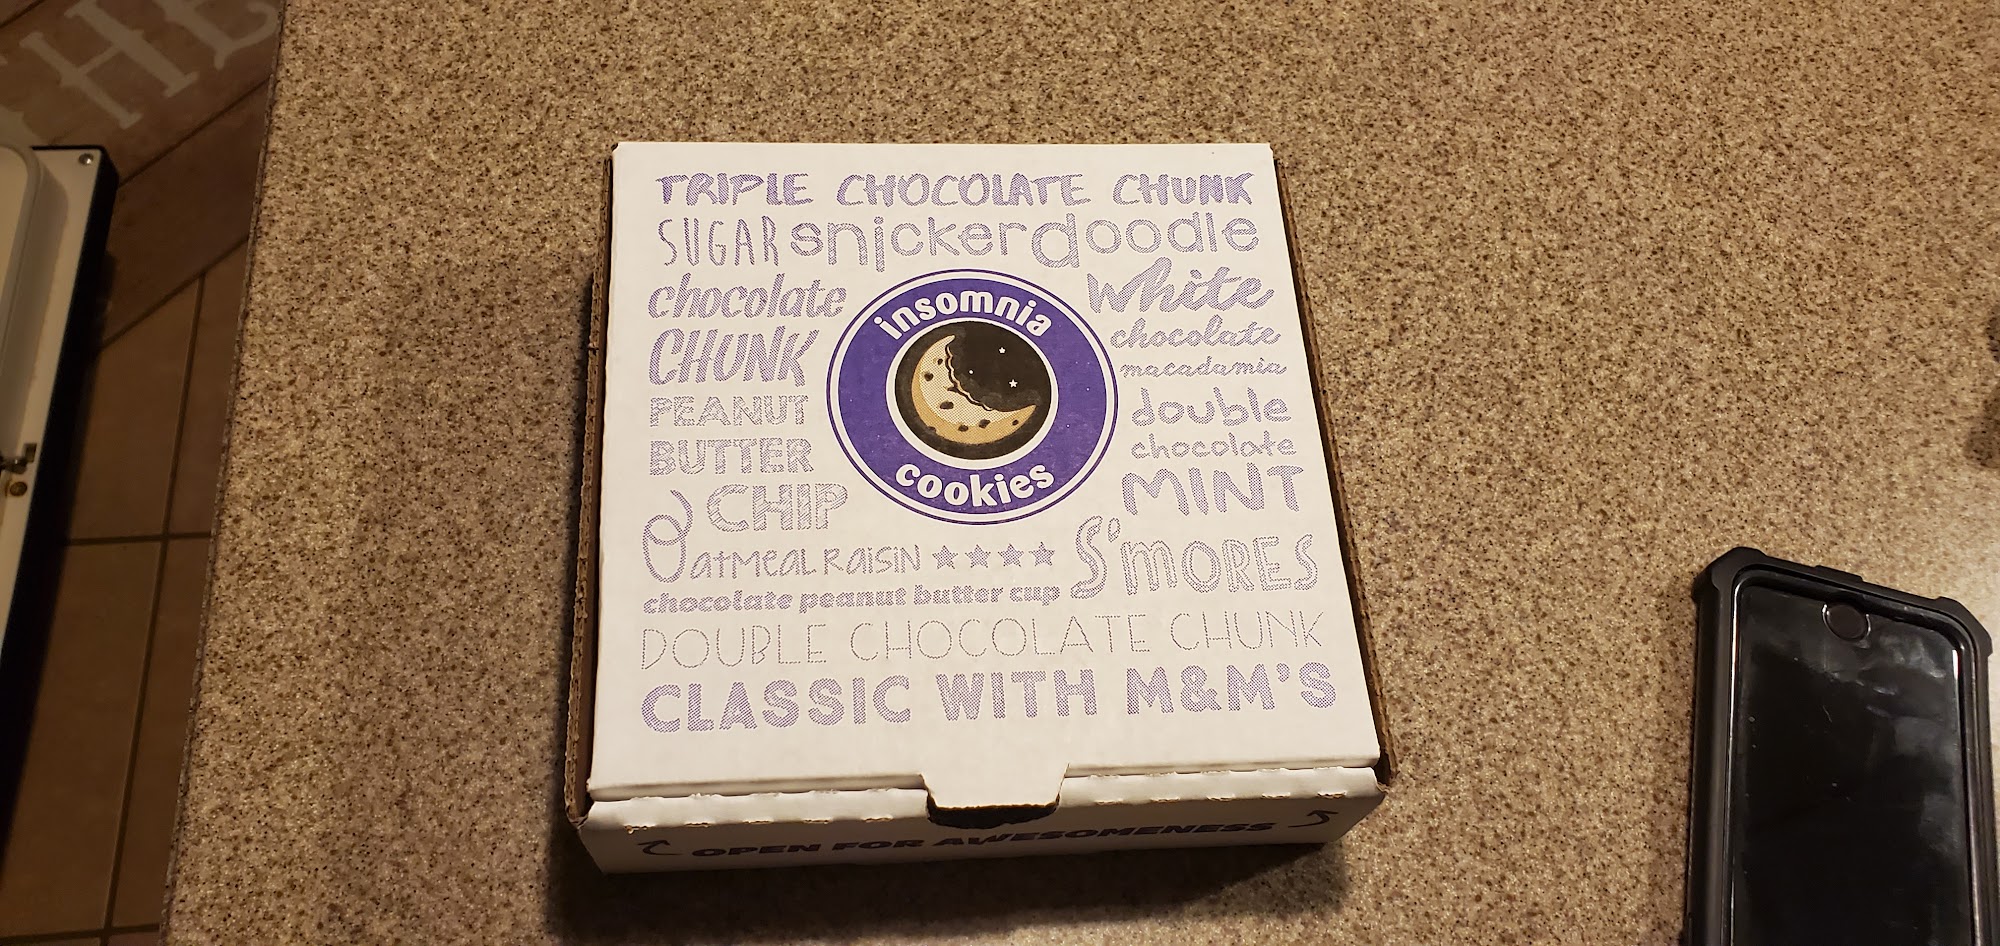 THE
TRIPLE CHOCOLATE CHUNK
SUGAR snickerdoodle
chocolate
CHUNK
PEANUT
BUTTER
CHIP
insomnia
cookies
White
chocolate
macadamia
double
chocolate
MINT
Oatmeal Raisin ★★★★
S'mores
chocolate peanut butter cup
DOUBLE CHOCOLATE CHUNK
CLASSIC WITH M&M'S
OPEN FOR AWESOMENESS